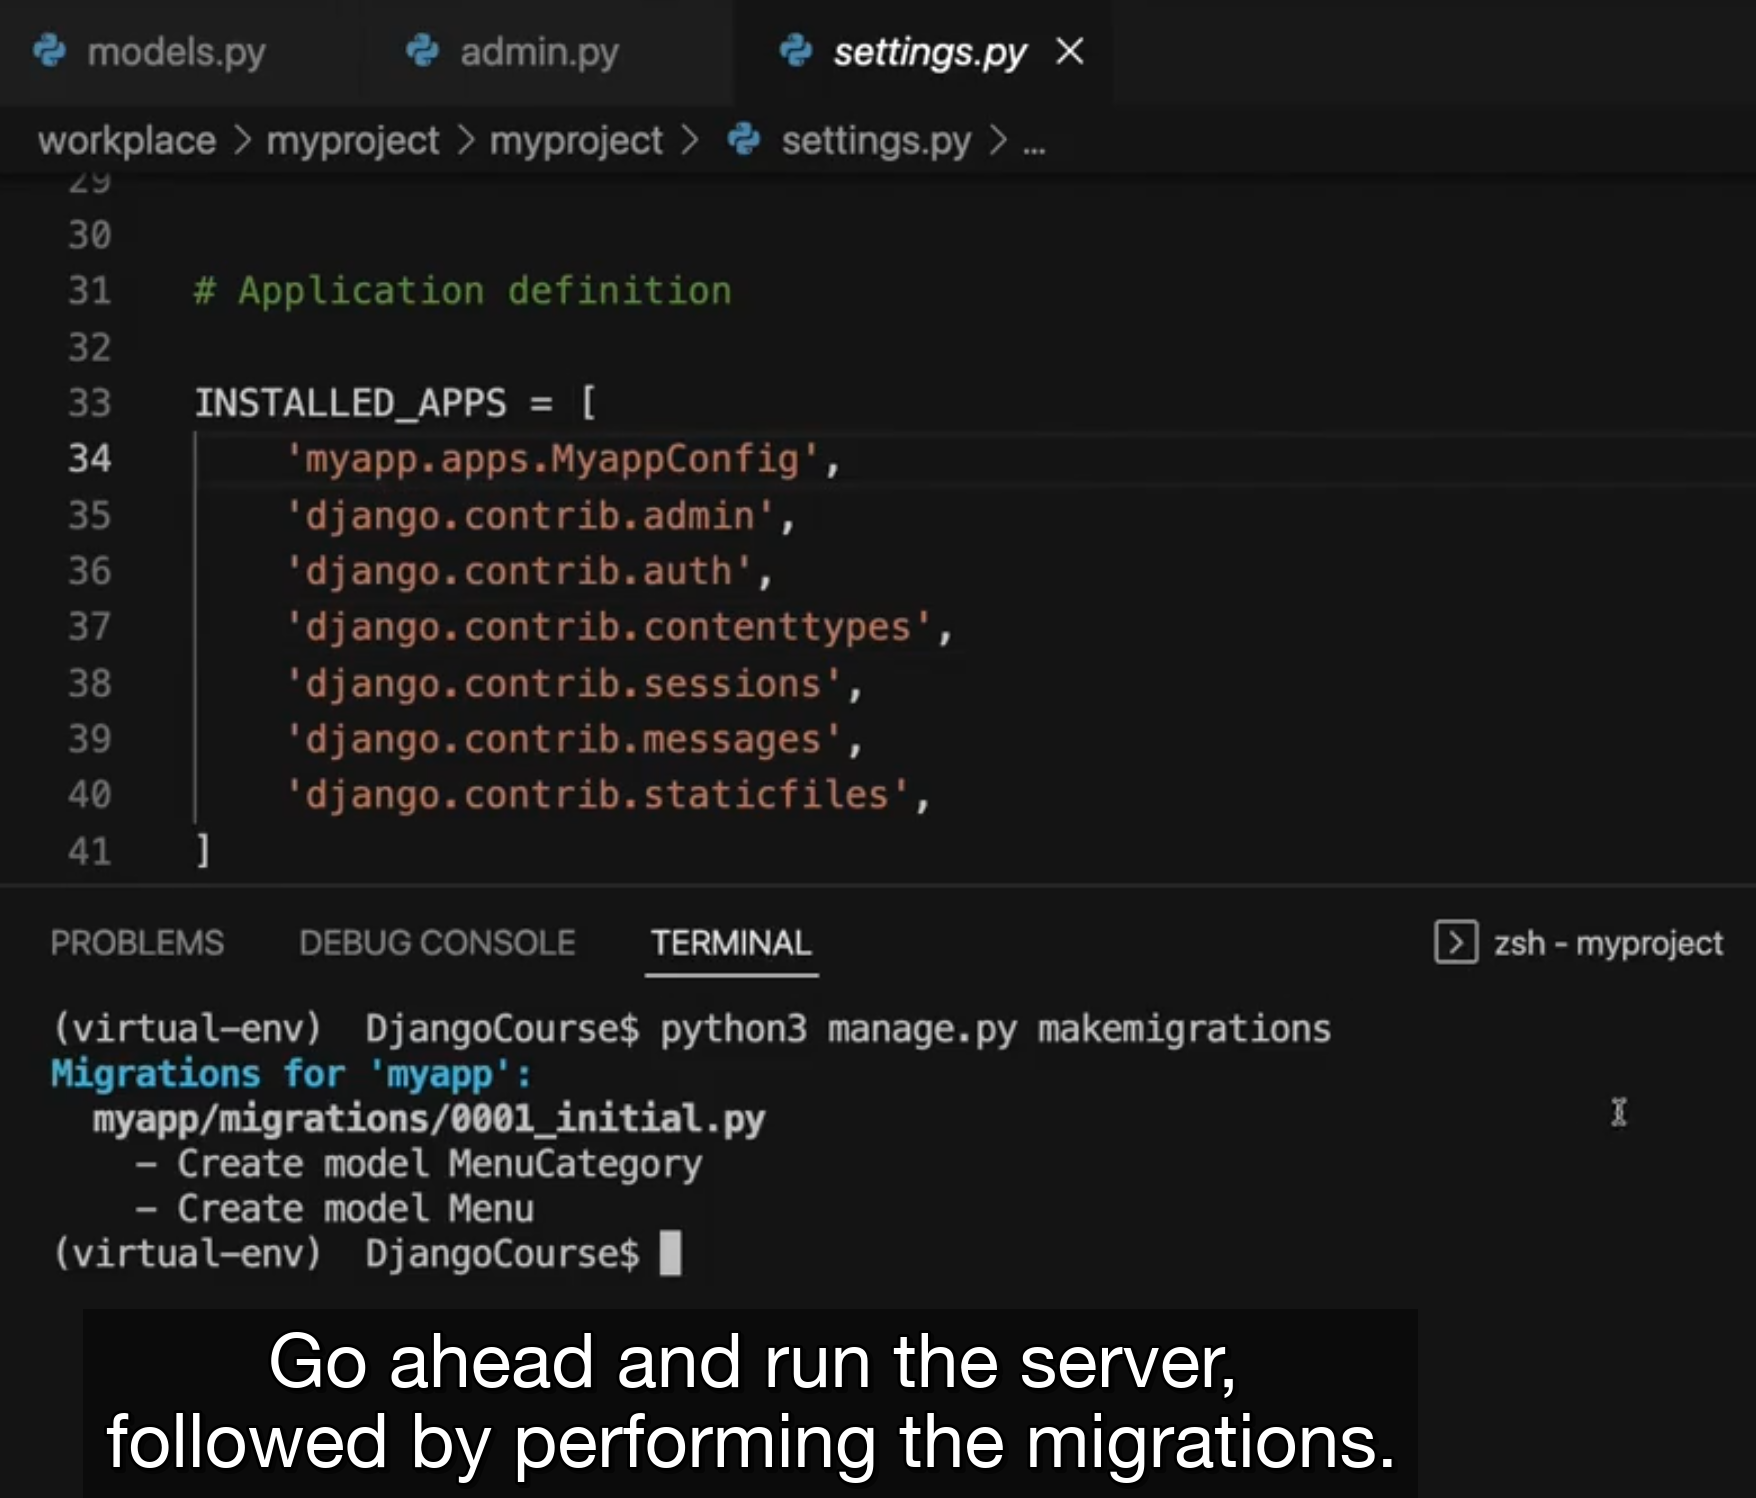 models.py admin.py settings.py
workplace > myproject > myproject > settings.py > ...
29
30
31 # Application definition
32
33 INSTALLED_APPS = [
34 'myapp.apps.MyappConfig',
35 'django.contrib.admin',
36 'django.contrib.auth',
37 'django.contrib.contenttypes',
38 'django.contrib.sessions',
39 'django.contrib.messages',
40 'django.contrib.staticfiles',
41 ]
PROBLEMS DEBUG CONSOLE TERMINAL zsh - myproject
(virtual-env) DjangoCourse$ python3 manage.py makemigrations
Migrations for 'myapp':
myapp/migrations/0001_initial.py
- Create model MenuCategory
- Create model Menu
(virtual-env) DjangoCourse$
Go ahead and run the server,
followed by performing the migrations.